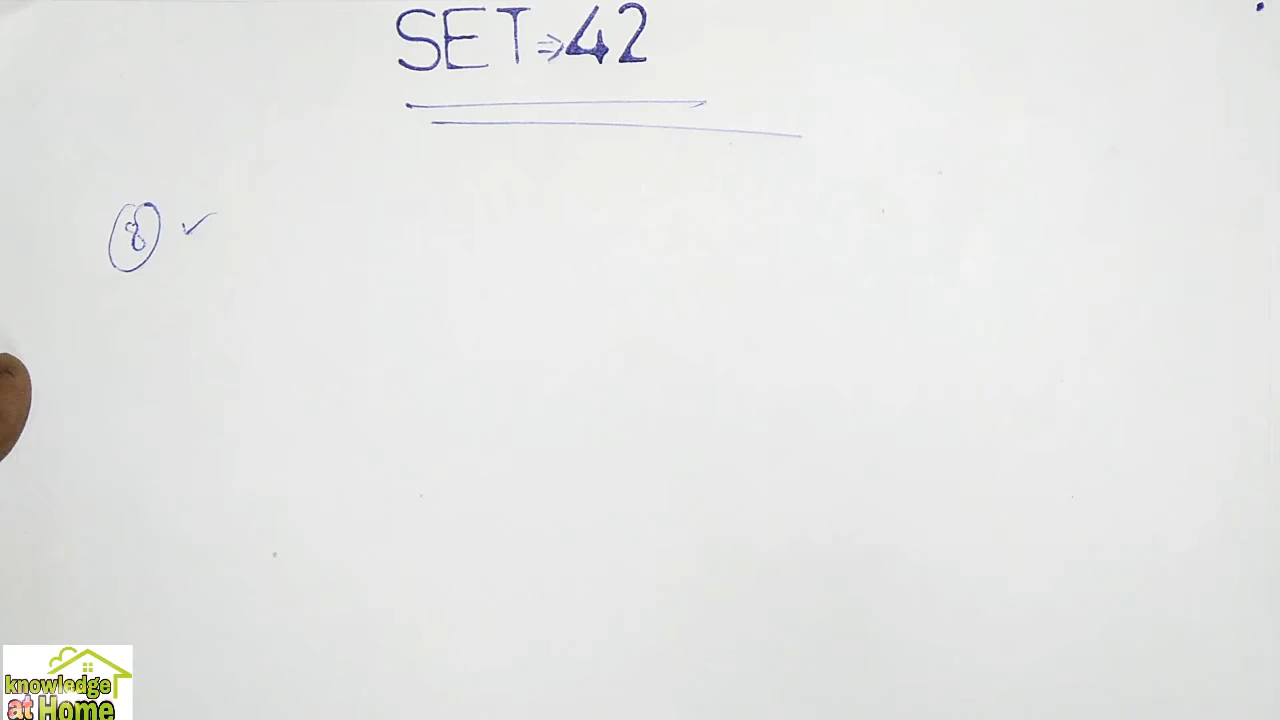 SET ⇒ 42
8 ✓
knowledge
at Home